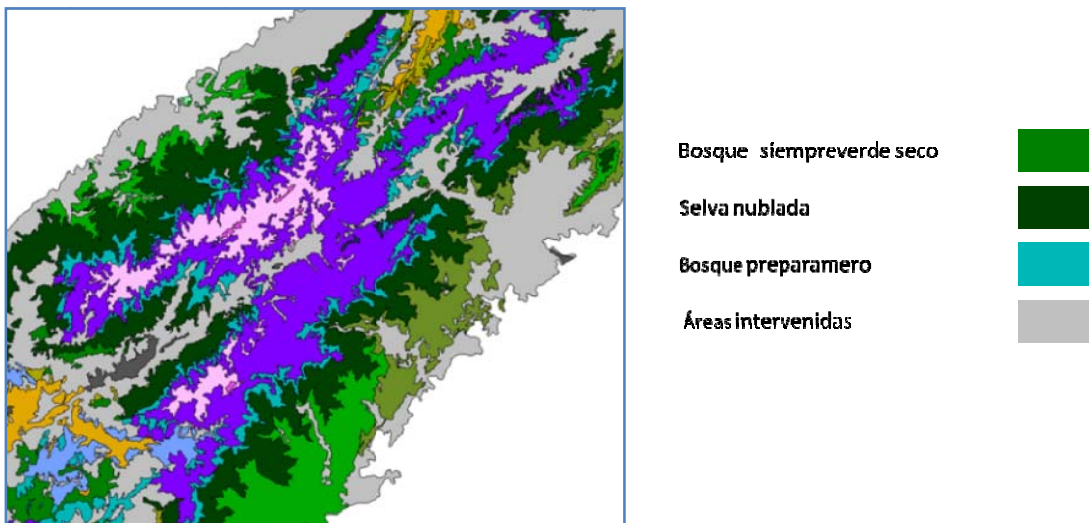 Bosque siempreverde seco
Selva nublada
Bosque preparamero
Áreas intervenidas